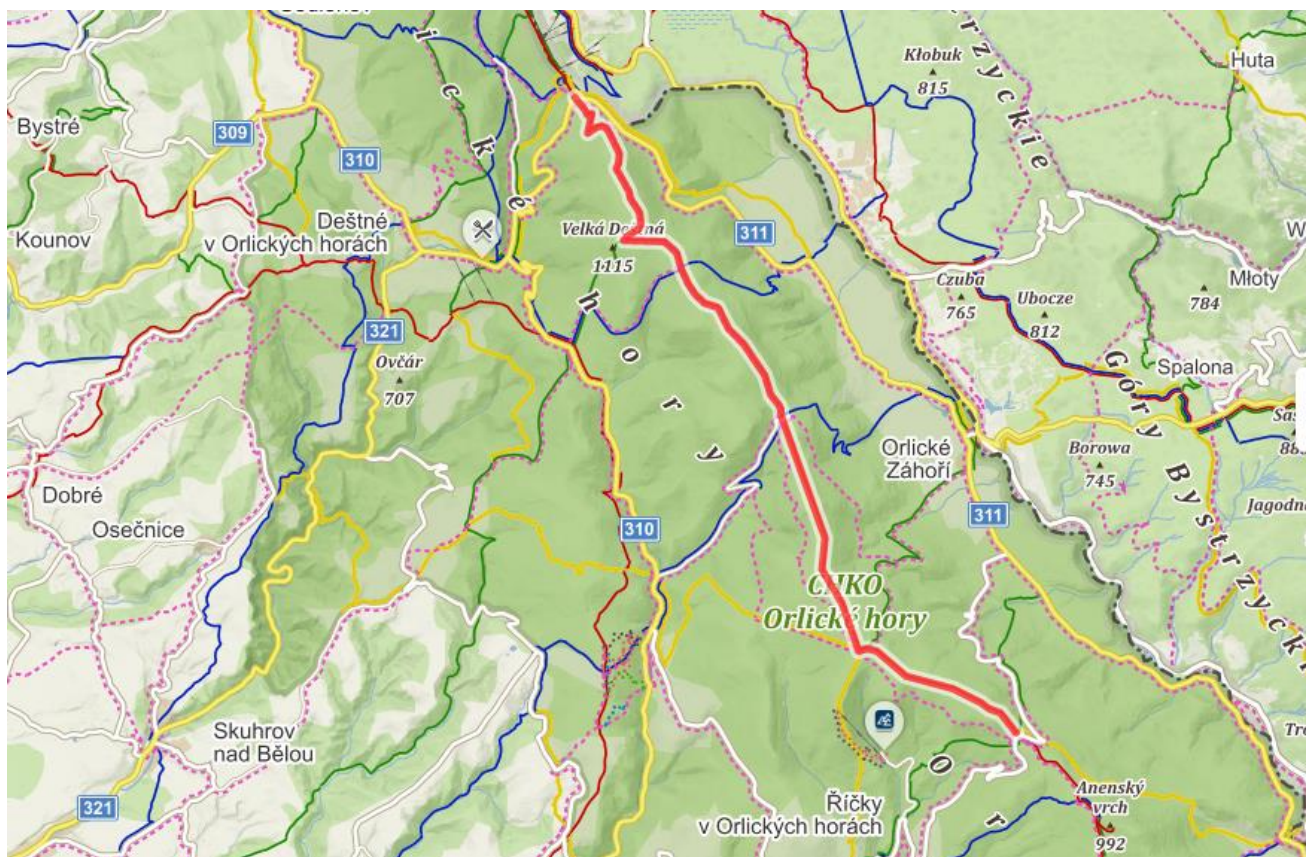 Kłobuk
815
Huta
Bystré
309
310
Deštné
v Orlických horách
Kounov
Velká Deštná
1115
311
Czuba
765
Ubocze
812
784
Młoty
321
Ovčár
707
Spalona
Orlické
Záhoří
Borowa
745
Dobré
Osečnice
310
311
CHKO
Orlické hory
Skuhrov
nad Bělou
321
Říčky
v Orlických horách
Anenský
vrch
992
Góry Bystrzyck